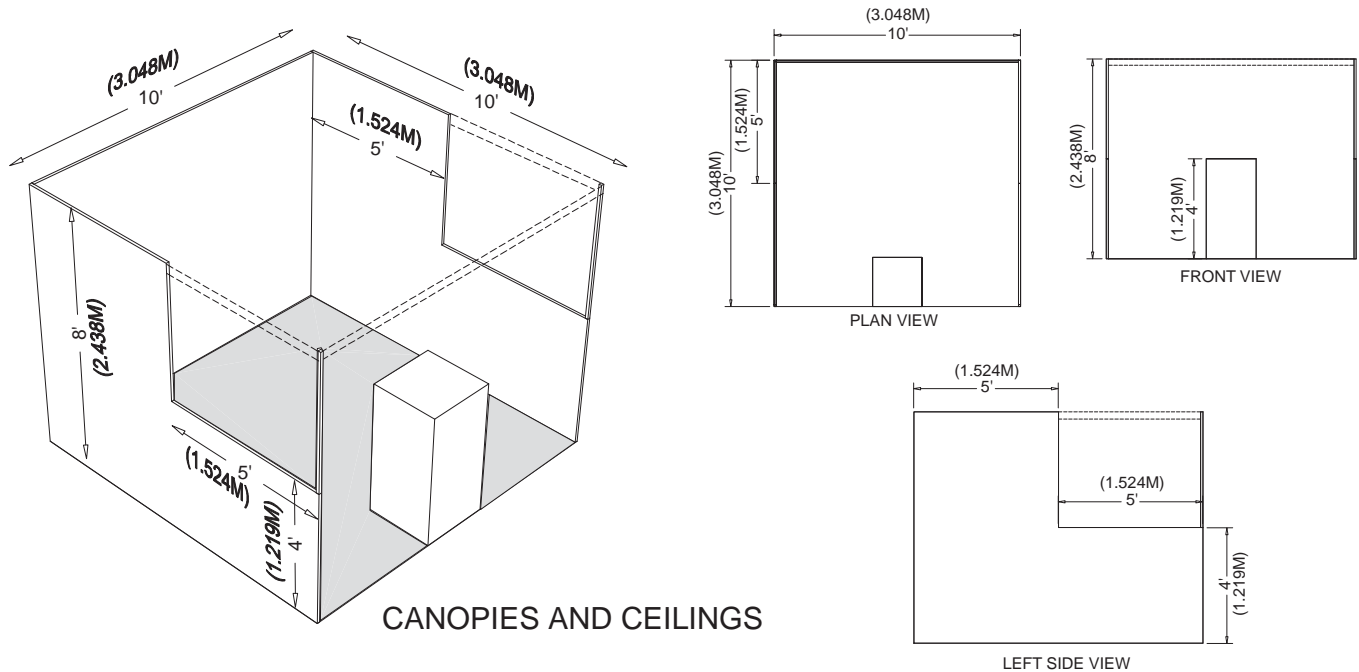 (3.048M)
10'
(3.048M)
10'
(1.524M)
5'
8'
(2.438M)
5'
(1.524M)
4'
(1.219M)
CANOPIES AND CEILINGS
(3.048M)
10'
(1.524M)
5'
(3.048M)
10'
PLAN VIEW
(2.438M)
8'
(1.219M)
4'
FRONT VIEW
(1.524M)
5'
(1.524M)
5'
4'
(1.219M)
LEFT SIDE VIEW